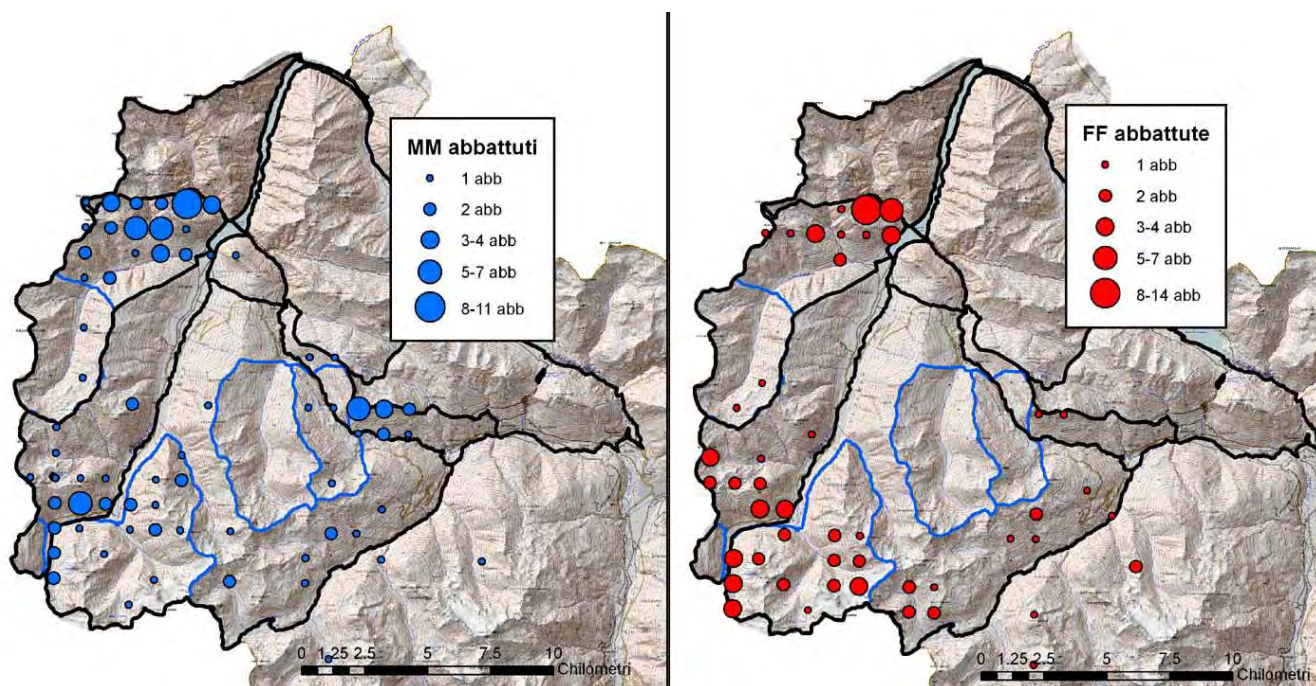 MM abbattuti
1 abb
2 abb
3-4 abb
5-7 abb
8-11 abb
0 1.25 2.5 5 7.5 10
Chilometri
FF abbattute
1 abb
2 abb
3-4 abb
5-7 abb
8-14 abb
0 1.25 2.5 5 7.5 10
Chilometri